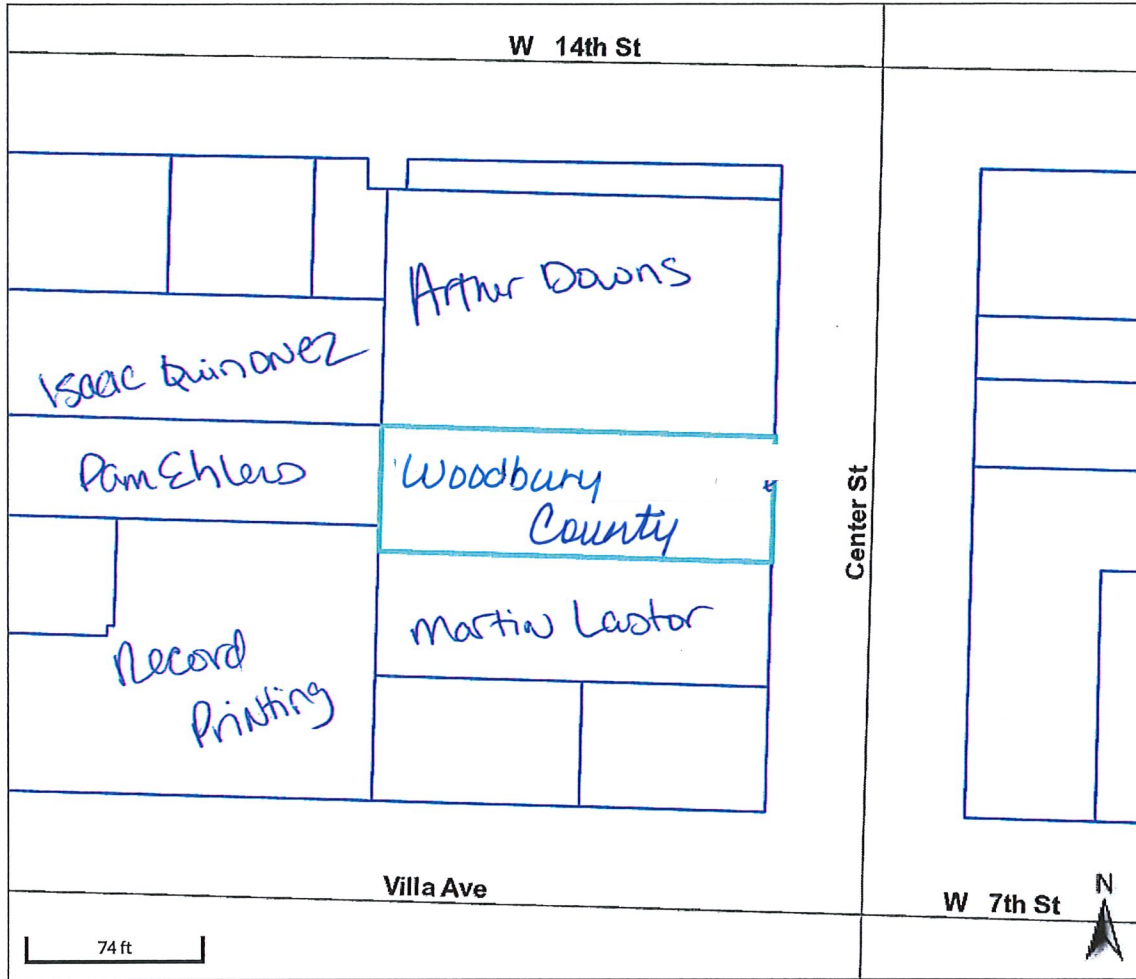 W 14th St
Arthur Downs
Isaac Quinonez
Pam Ehlers
Woodbury
County
Center St
Martin Lastor
Record
Printing
Villa Ave
W 7th St
N
74 ft